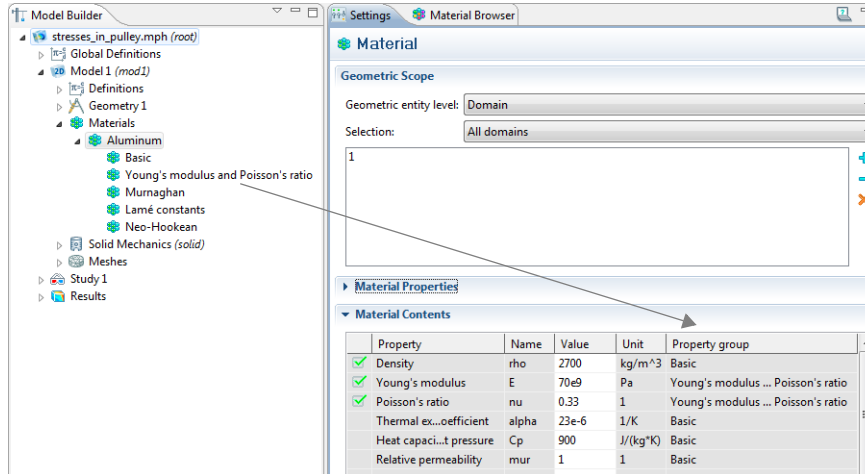 Model Builder
stresses_in_pulley.mph (root)
Global Definitions
2D Model 1 (mod1)
Definitions
Geometry 1
Materials
Aluminum
Basic
Young's modulus and Poisson's ratio
Murnaghan
Lamé constants
Neo-Hookean
Solid Mechanics (solid)
Meshes
Study 1
Results
Settings Material Browser
Material
Geometric Scope
Geometric entity level: Domain
Selection: All domains
1
Material Properties
Material Contents
Property Name Value Unit Property group
Density rho 2700 kg/m^3 Basic
Young's modulus E 70e9 Pa Young's modulus ... Poisson's ratio
Poisson's ratio nu 0.33 1 Young's modulus ... Poisson's ratio
Thermal ex...oefficient alpha 23e-6 1/K Basic
Heat capaci...t pressure Cp 900 J/(kg*K) Basic
Relative permeability mur 1 1 Basic